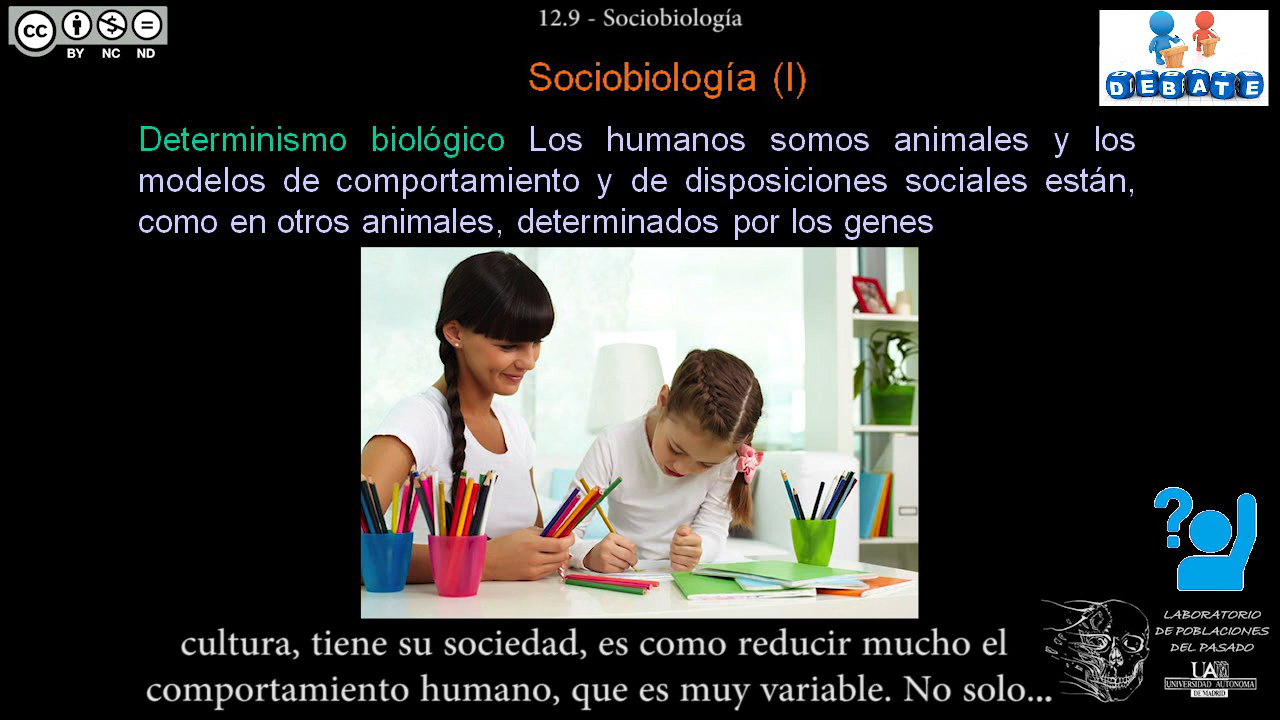 12.9 - Sociobiología
cc
BY NC ND
DEBATE
Sociobiología (I)
Determinismo biológico Los humanos somos animales y los
modelos de comportamiento y de disposiciones sociales están,
como en otros animales, determinados por los genes
?
cultura, tiene su sociedad, es como reducir mucho el
comportamiento humano, que es muy variable. No solo...
LABORATORIO
DE POBLACIONES
DEL PASADO
UAM
UNIVERSIDAD AUTONOMA
DE MADRID